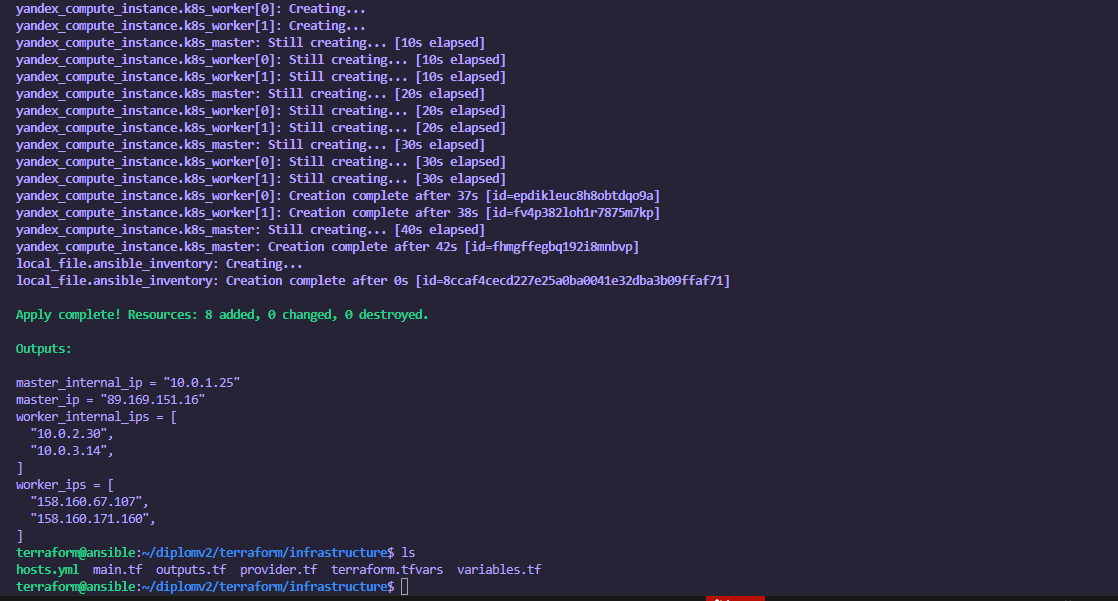 yandex_compute_instance.k8s_worker[0]: Creating...
yandex_compute_instance.k8s_worker[1]: Creating...
yandex_compute_instance.k8s_master: Still creating... [10s elapsed]
yandex_compute_instance.k8s_worker[0]: Still creating... [10s elapsed]
yandex_compute_instance.k8s_worker[1]: Still creating... [10s elapsed]
yandex_compute_instance.k8s_master: Still creating... [20s elapsed]
yandex_compute_instance.k8s_worker[0]: Still creating... [20s elapsed]
yandex_compute_instance.k8s_worker[1]: Still creating... [20s elapsed]
yandex_compute_instance.k8s_master: Still creating... [30s elapsed]
yandex_compute_instance.k8s_worker[0]: Still creating... [30s elapsed]
yandex_compute_instance.k8s_worker[1]: Still creating... [30s elapsed]
yandex_compute_instance.k8s_worker[0]: Creation complete after 37s [id=epdikleuc8h8obtdqo9a]
yandex_compute_instance.k8s_worker[1]: Creation complete after 38s [id=fv4p382loh1r7875m7kp]
yandex_compute_instance.k8s_master: Still creating... [40s elapsed]
yandex_compute_instance.k8s_master: Creation complete after 42s [id=fhmgffegbq192i8mnbvp]
local_file.ansible_inventory: Creating...
local_file.ansible_inventory: Creation complete after 0s [id=8ccaf4cecd227e25a0ba0041e32dba3b09ffaf71]
Apply complete! Resources: 8 added, 0 changed, 0 destroyed.
Outputs:
master_internal_ip = "10.0.1.25"
master_ip = "89.169.151.16"
worker_internal_ips = [
"10.0.2.30",
"10.0.3.14",
]
worker_ips = [
"158.160.67.107",
"158.160.171.160",
]
terraform@ansible:~/diplomv2/terraform/infrastructure$ ls
hosts.yml main.tf outputs.tf provider.tf terraform.tfvars variables.tf
terraform@ansible:~/diplomv2/terraform/infrastructure$